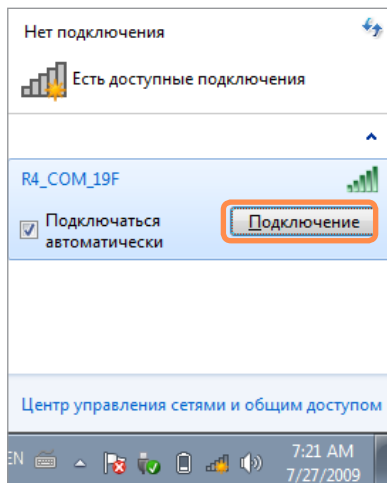 Нет подключения
Есть доступные подключения
R4_COM_19F
Подключаться
автоматически
Подключение
Центр управления сетями и общим доступом
EN
7:21 AM
7/27/2009